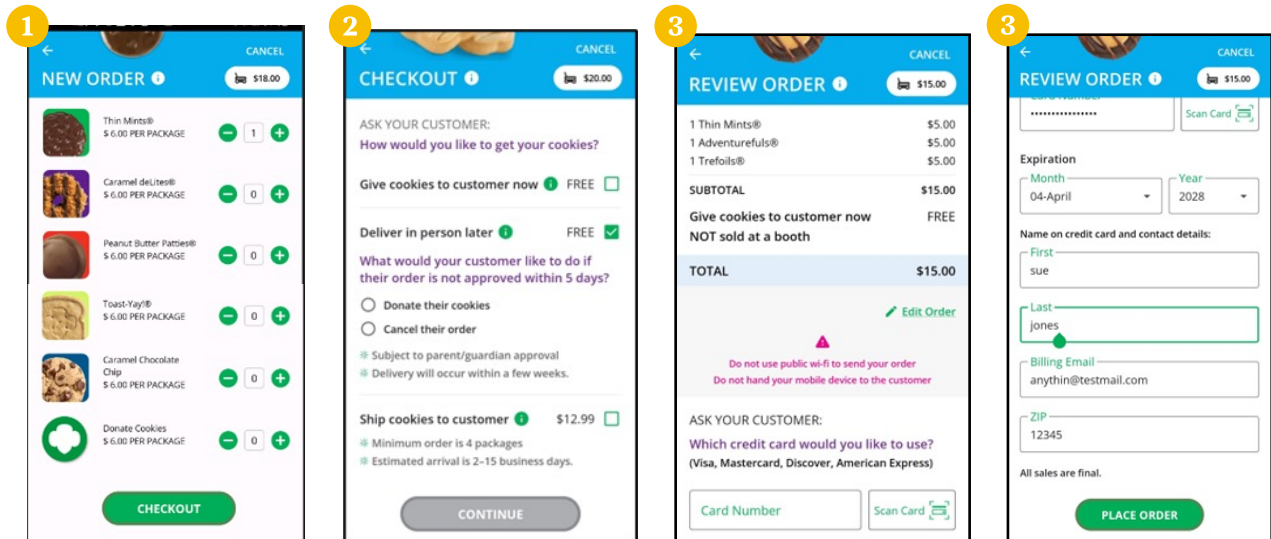 1
CANCEL
NEW ORDER
$18.00
Thin Mints®
$ 6.00 PER PACKAGE
1
Caramel deLites®
$ 6.00 PER PACKAGE
0
Peanut Butter Patties®
$ 6.00 PER PACKAGE
0
Toast-Yay!®
$ 6.00 PER PACKAGE
0
Caramel Chocolate
Chip
$ 6.00 PER PACKAGE
0
Donate Cookies
$ 6.00 PER PACKAGE
0
CHECKOUT
2
CANCEL
CHECKOUT
$20.00
ASK YOUR CUSTOMER:
How would you like to get your cookies?
Give cookies to customer now FREE
Deliver in person later FREE
What would your customer like to do if
their order is not approved within 5 days?
Donate their cookies
Cancel their order
Subject to parent/guardian approval
Delivery will occur within a few weeks.
Ship cookies to customer $12.99
Minimum order is 4 packages
Estimated arrival is 2–15 business days.
CONTINUE
3
CANCEL
REVIEW ORDER
$15.00
1 Thin Mints® $5.00
1 Adventurefuls® $5.00
1 Trefoils® $5.00
SUBTOTAL $15.00
Give cookies to customer now FREE
NOT sold at a booth
TOTAL $15.00
Edit Order
Do not use public wi-fi to send your order
Do not hand your mobile device to the customer
ASK YOUR CUSTOMER:
Which credit card would you like to use?
(Visa, Mastercard, Discover, American Express)
Card Number
Scan Card
3
CANCEL
REVIEW ORDER
$15.00
Card Number
••••••••••••••••
Scan Card
Expiration
Month
04-April
Year
2028
Name on credit card and contact details:
First
sue
Last
jones
Billing Email
anythin@testmail.com
ZIP
12345
All sales are final.
PLACE ORDER